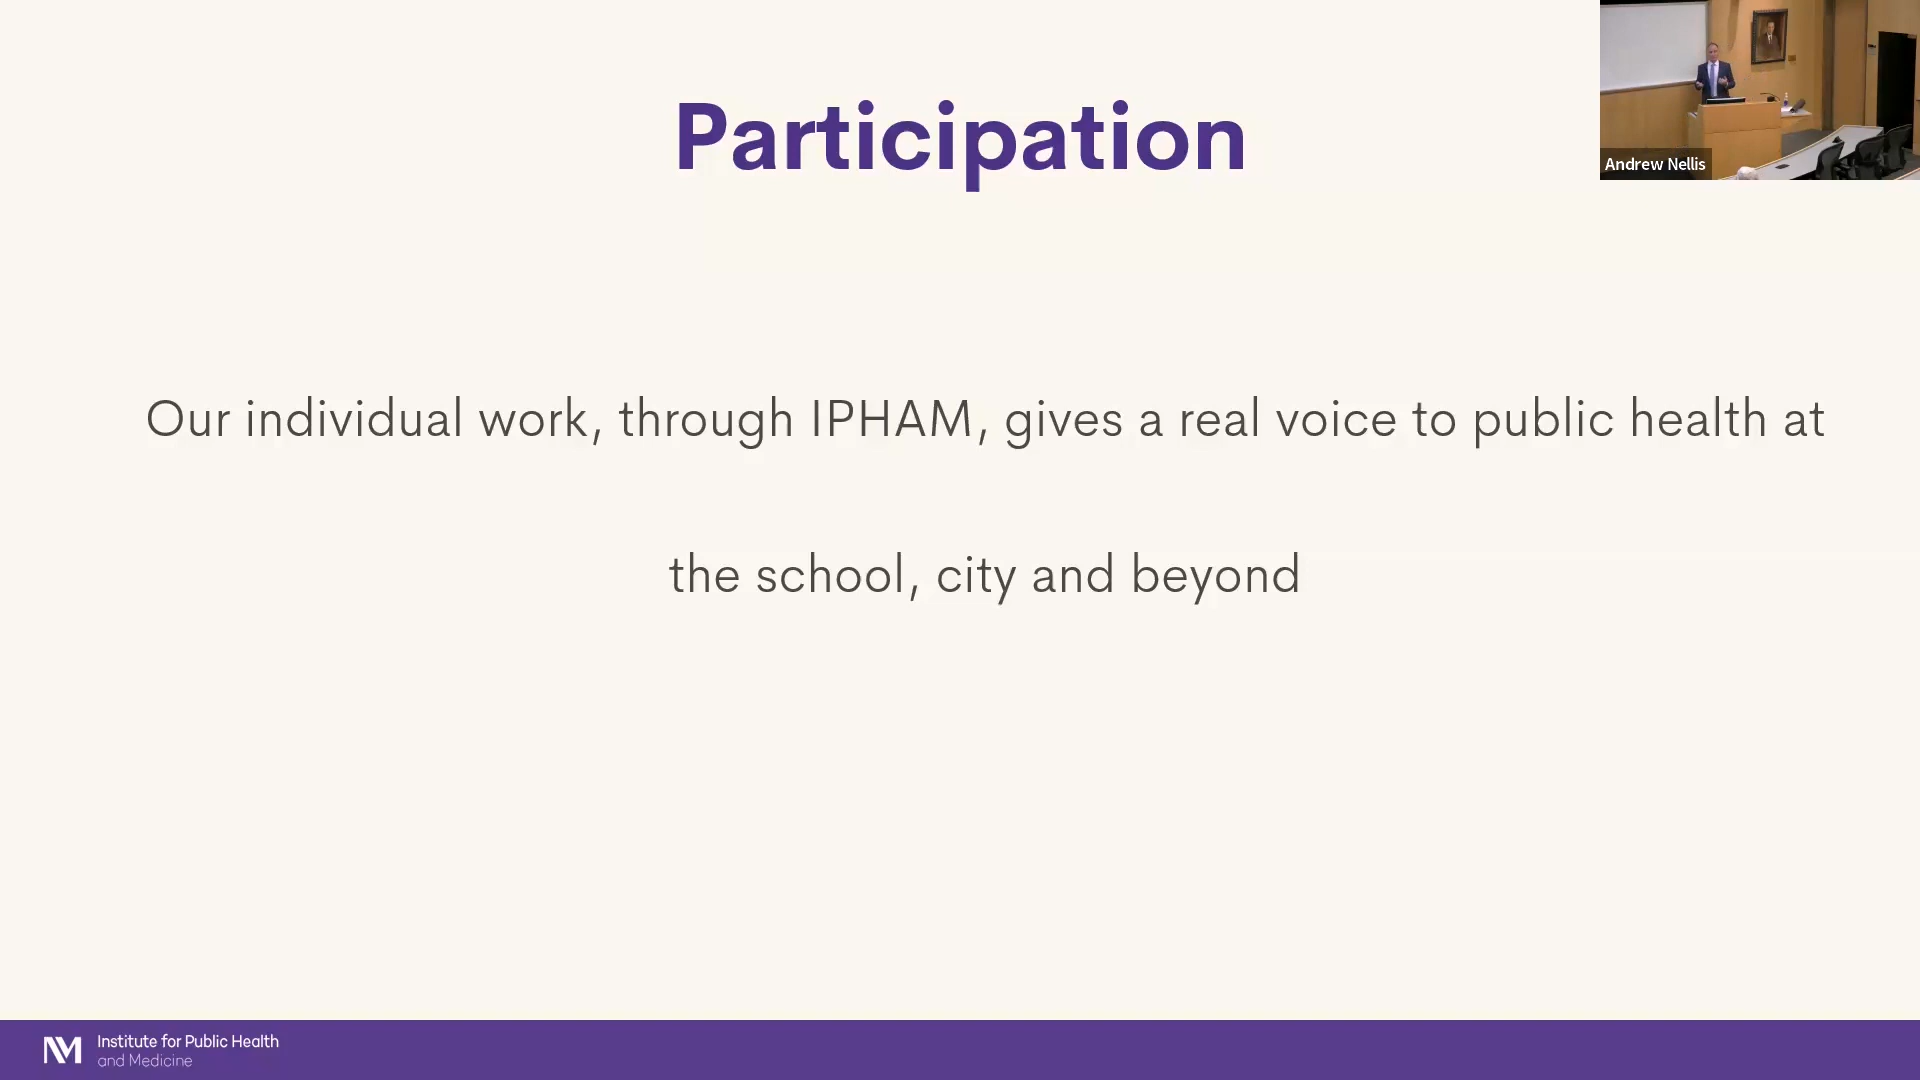 Participation
Andrew Nellis
Our individual work, through IPHAM, gives a real voice to public health at
the school, city and beyond
NM
Institute for Public Health
and Medicine